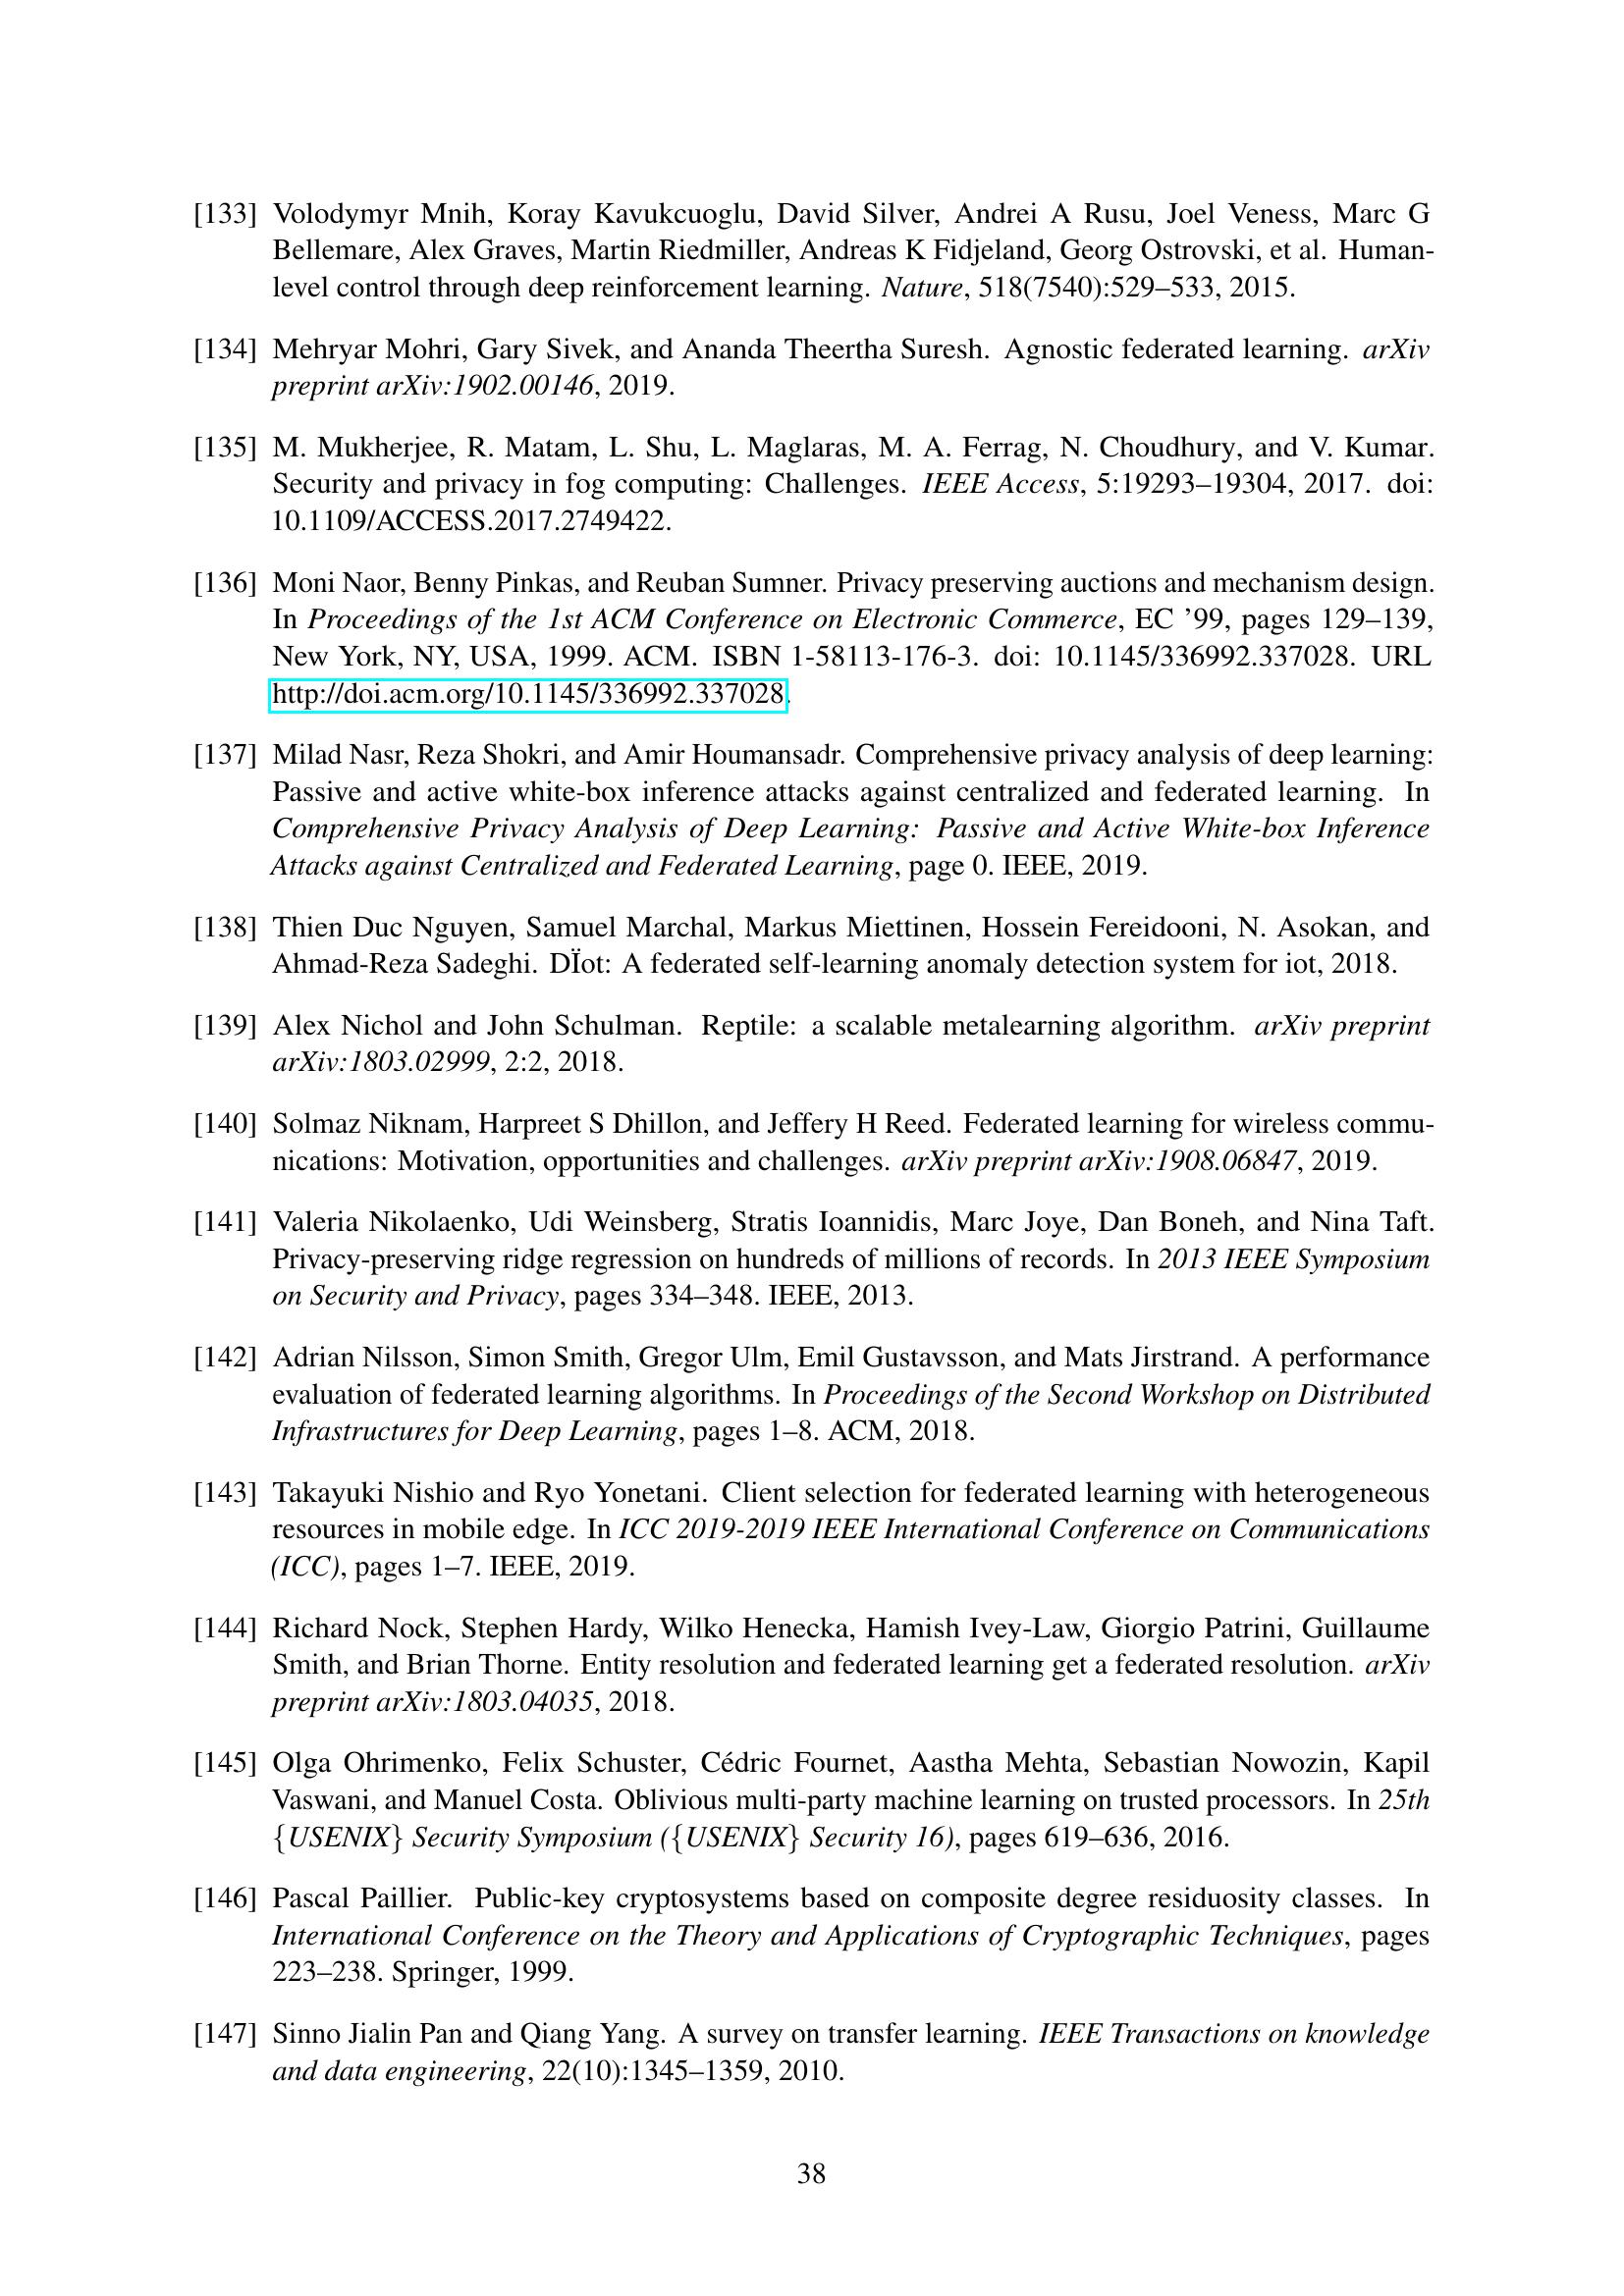 [133] Volodymyr Mnih, Koray Kavukcuoglu, David Silver, Andrei A Rusu, Joel Veness, Marc G
Bellemare, Alex Graves, Martin Riedmiller, Andreas K Fidjeland, Georg Ostrovski, et al. Human-
level control through deep reinforcement learning. Nature, 518(7540):529–533, 2015.
[134] Mehryar Mohri, Gary Sivek, and Ananda Theertha Suresh. Agnostic federated learning. arXiv
preprint arXiv:1902.00146, 2019.
[135] M. Mukherjee, R. Matam, L. Shu, L. Maglaras, M. A. Ferrag, N. Choudhury, and V. Kumar.
Security and privacy in fog computing: Challenges. IEEE Access, 5:19293–19304, 2017. doi:
10.1109/ACCESS.2017.2749422.
[136] Moni Naor, Benny Pinkas, and Reuban Sumner. Privacy preserving auctions and mechanism design.
In Proceedings of the 1st ACM Conference on Electronic Commerce, EC ’99, pages 129–139,
New York, NY, USA, 1999. ACM. ISBN 1-58113-176-3. doi: 10.1145/336992.337028. URL
http://doi.acm.org/10.1145/336992.337028.
[137] Milad Nasr, Reza Shokri, and Amir Houmansadr. Comprehensive privacy analysis of deep learning:
Passive and active white-box inference attacks against centralized and federated learning. In
Comprehensive Privacy Analysis of Deep Learning: Passive and Active White-box Inference
Attacks against Centralized and Federated Learning, page 0. IEEE, 2019.
[138] Thien Duc Nguyen, Samuel Marchal, Markus Miettinen, Hossein Fereidooni, N. Asokan, and
Ahmad-Reza Sadeghi. DÏot: A federated self-learning anomaly detection system for iot, 2018.
[139] Alex Nichol and John Schulman. Reptile: a scalable metalearning algorithm. arXiv preprint
arXiv:1803.02999, 2:2, 2018.
[140] Solmaz Niknam, Harpreet S Dhillon, and Jeffery H Reed. Federated learning for wireless commu-
nications: Motivation, opportunities and challenges. arXiv preprint arXiv:1908.06847, 2019.
[141] Valeria Nikolaenko, Udi Weinsberg, Stratis Ioannidis, Marc Joye, Dan Boneh, and Nina Taft.
Privacy-preserving ridge regression on hundreds of millions of records. In 2013 IEEE Symposium
on Security and Privacy, pages 334–348. IEEE, 2013.
[142] Adrian Nilsson, Simon Smith, Gregor Ulm, Emil Gustavsson, and Mats Jirstrand. A performance
evaluation of federated learning algorithms. In Proceedings of the Second Workshop on Distributed
Infrastructures for Deep Learning, pages 1–8. ACM, 2018.
[143] Takayuki Nishio and Ryo Yonetani. Client selection for federated learning with heterogeneous
resources in mobile edge. In ICC 2019-2019 IEEE International Conference on Communications
(ICC), pages 1–7. IEEE, 2019.
[144] Richard Nock, Stephen Hardy, Wilko Henecka, Hamish Ivey-Law, Giorgio Patrini, Guillaume
Smith, and Brian Thorne. Entity resolution and federated learning get a federated resolution. arXiv
preprint arXiv:1803.04035, 2018.
[145] Olga Ohrimenko, Felix Schuster, Cédric Fournet, Aastha Mehta, Sebastian Nowozin, Kapil
Vaswani, and Manuel Costa. Oblivious multi-party machine learning on trusted processors. In 25th
{USENIX} Security Symposium ({USENIX} Security 16), pages 619–636, 2016.
[146] Pascal Paillier. Public-key cryptosystems based on composite degree residuosity classes. In
International Conference on the Theory and Applications of Cryptographic Techniques, pages
223–238. Springer, 1999.
[147] Sinno Jialin Pan and Qiang Yang. A survey on transfer learning. IEEE Transactions on knowledge
and data engineering, 22(10):1345–1359, 2010.
38